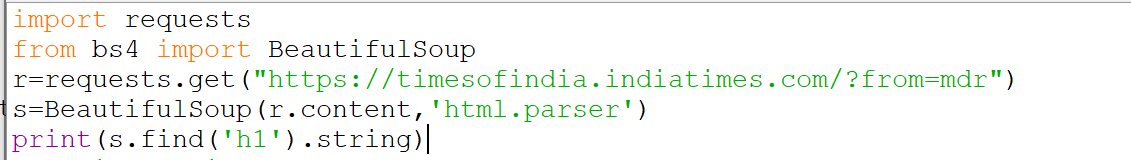 import requests
from bs4 import BeautifulSoup
r=requests.get("https://timesofindia.indiatimes.com/?from=mdr")
s=BeautifulSoup(r.content,'html.parser')
print(s.find('h1').string)